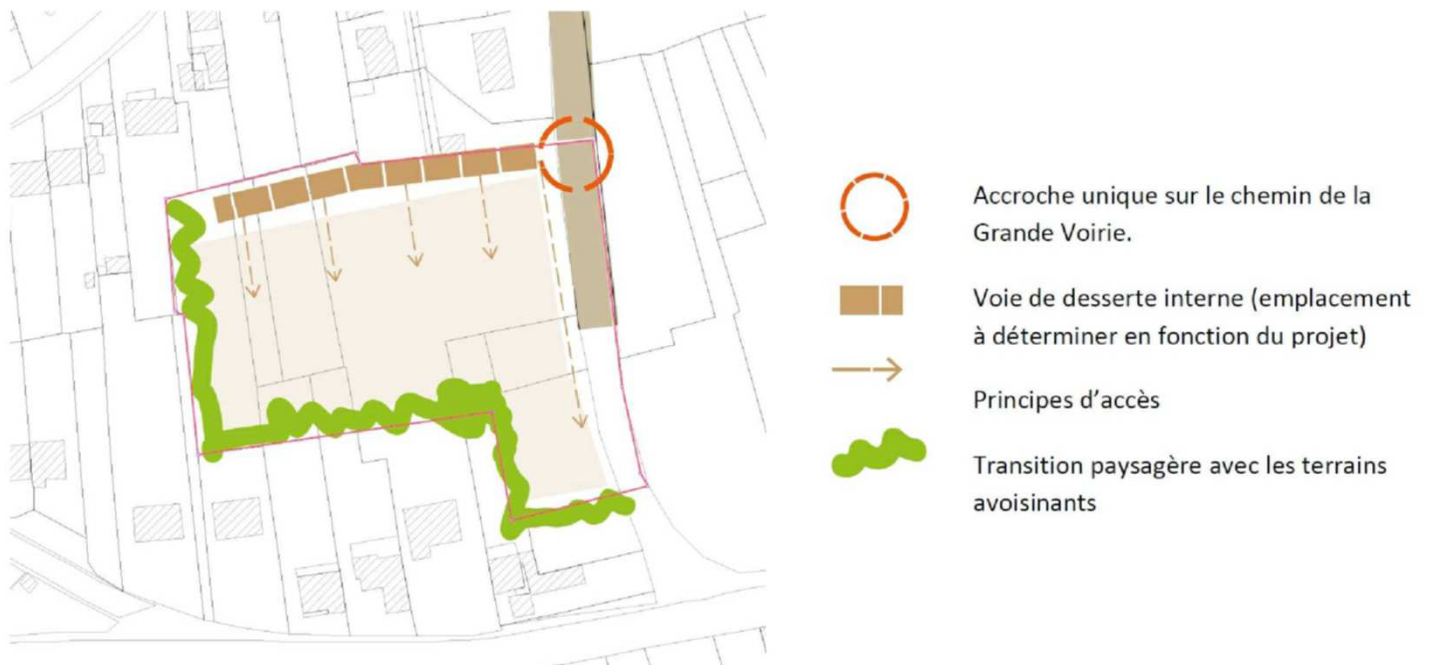 Accroche unique sur le chemin de la
Grande Voirie.
Voie de desserte interne (emplacement
à déterminer en fonction du projet)
Principes d’accès
Transition paysagère avec les terrains
avoisinants